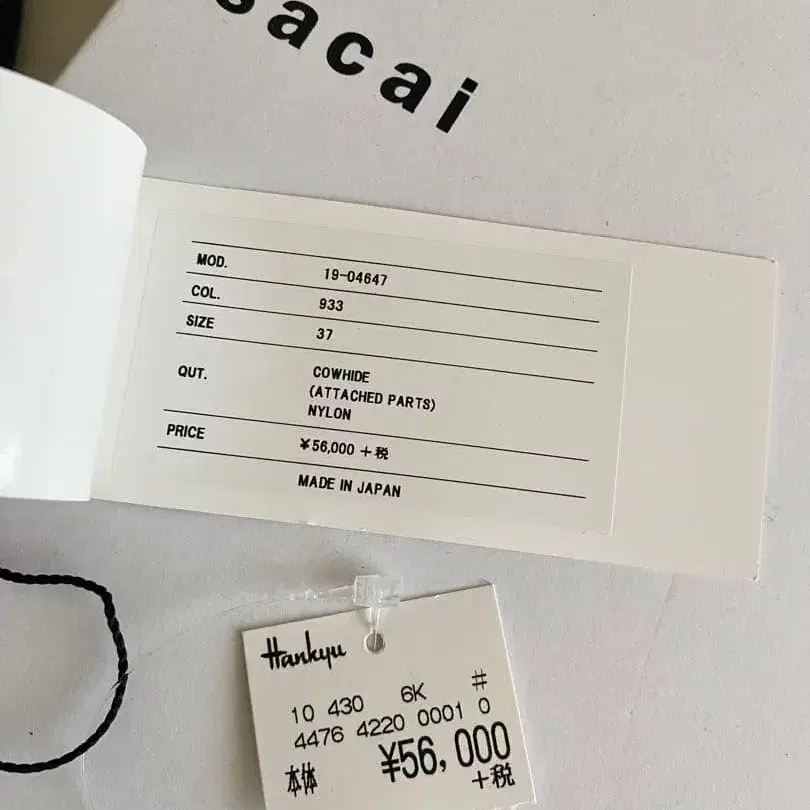 sacai
MOD. 19-04647
COL. 933
SIZE 37
QUT. COWHIDE
(ATTACHED PARTS)
NYLON
PRICE ¥56,000 +税
MADE IN JAPAN
Hankyu
10 430 6K #
4476 4220 0001 0
本体 ¥56,000
+税